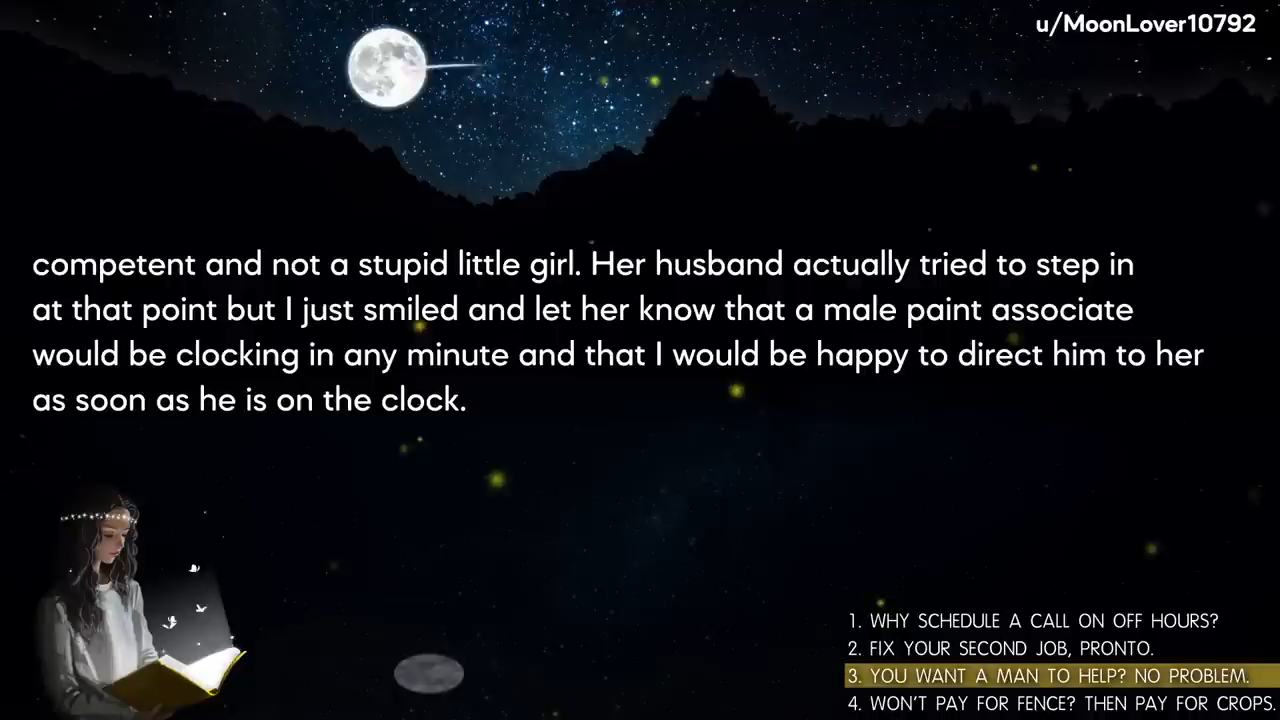 u/MoonLover10792
competent and not a stupid little girl. Her husband actually tried to step in
at that point but I just smiled and let her know that a male paint associate
would be clocking in any minute and that I would be happy to direct him to her
as soon as he is on the clock.
1. WHY SCHEDULE A CALL ON OFF HOURS?
2. FIX YOUR SECOND JOB, PRONTO.
3. YOU WANT A MAN TO HELP? NO PROBLEM.
4. WON'T PAY FOR FENCE? THEN PAY FOR CROPS.